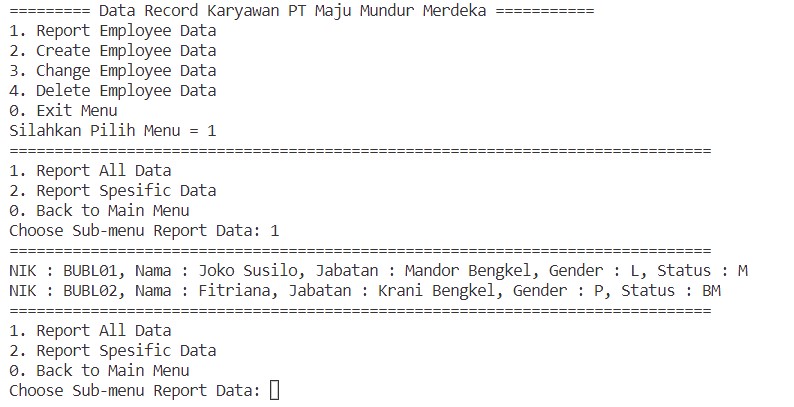 ========= Data Record Karyawan PT Maju Mundur Merdeka ===========
1. Report Employee Data
2. Create Employee Data
3. Change Employee Data
4. Delete Employee Data
0. Exit Menu
Silahkan Pilih Menu = 1
==============================================================================
1. Report All Data
2. Report Spesific Data
0. Back to Main Menu
Choose Sub-menu Report Data: 1
==============================================================================
NIK : BUBL01, Nama : Joko Susilo, Jabatan : Mandor Bengkel, Gender : L, Status : M
NIK : BUBL02, Nama : Fitriana, Jabatan : Krani Bengkel, Gender : P, Status : BM
==============================================================================
1. Report All Data
2. Report Spesific Data
0. Back to Main Menu
Choose Sub-menu Report Data: